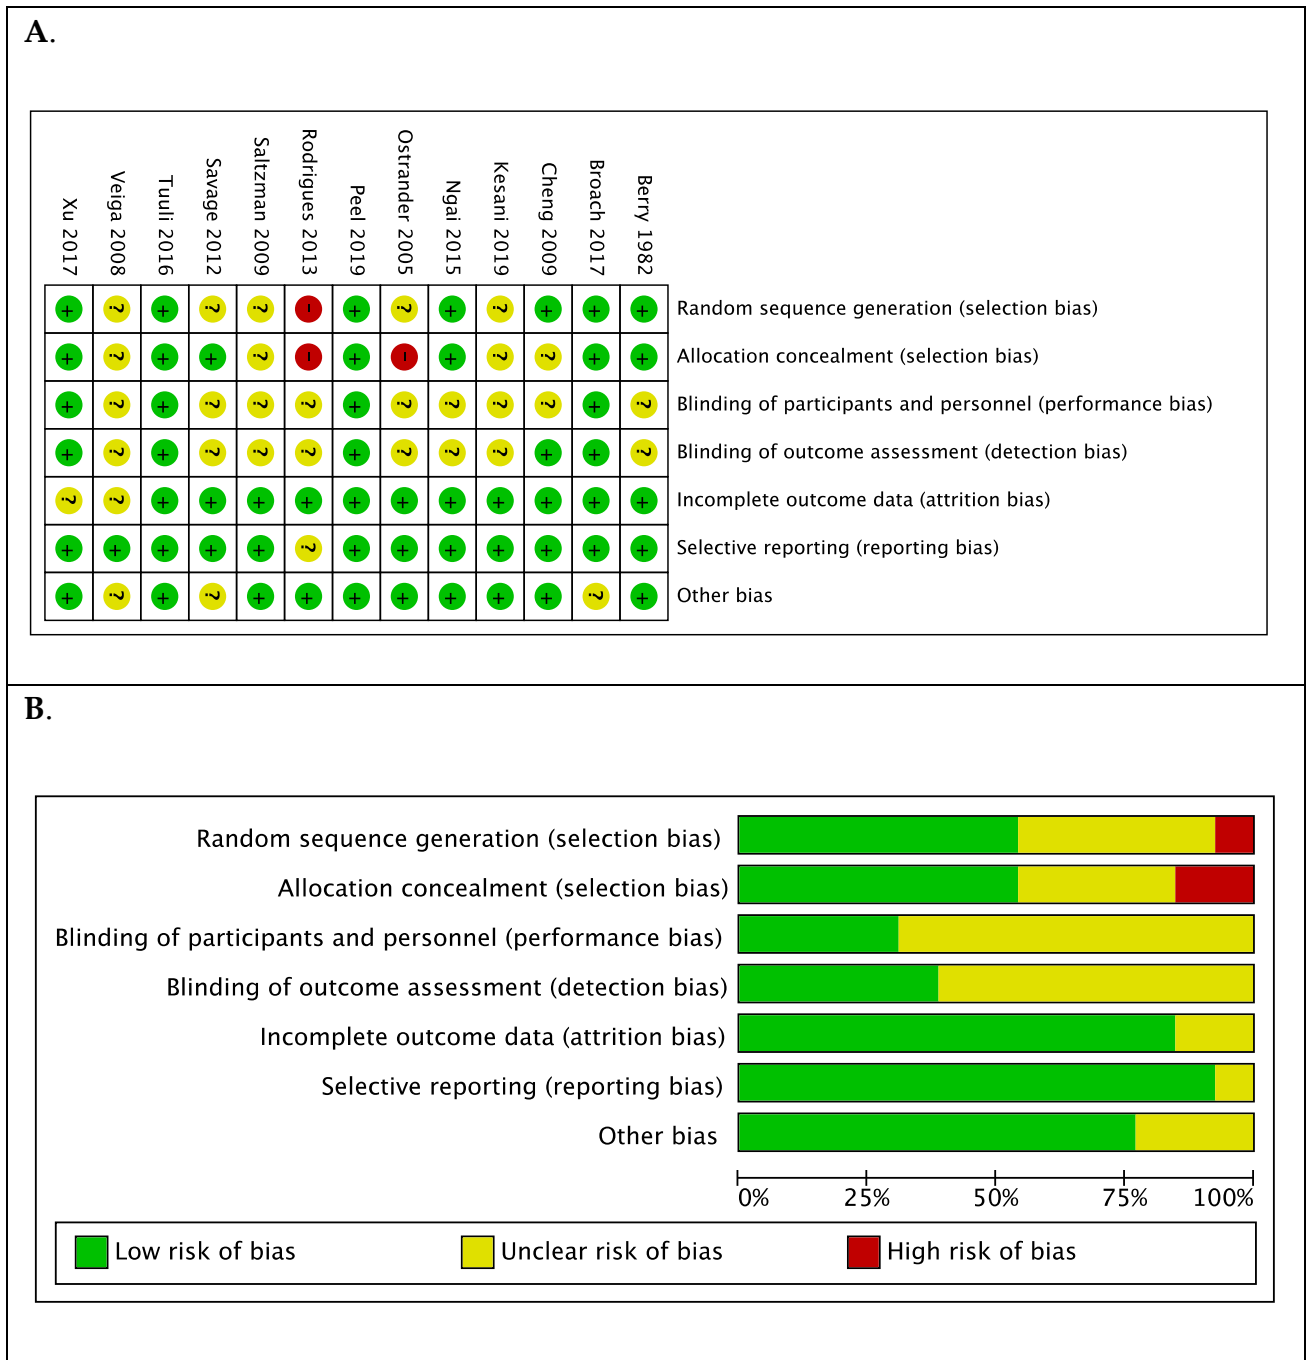 A.
Xu 2017
Veiga 2008
Tuuli 2016
Savage 2012
Saltzman 2009
Rodrigues 2013
Peel 2019
Ostrander 2005
Ngai 2015
Kesani 2019
Cheng 2009
Broach 2017
Berry 1982
+ ? + ? ? - + ? + ? + + + Random sequence generation (selection bias)
+ ? + + ? - + - + ? ? + + Allocation concealment (selection bias)
+ ? + ? ? ? + ? ? ? ? + ? Blinding of participants and personnel (performance bias)
+ ? + ? ? ? + ? ? ? + + ? Blinding of outcome assessment (detection bias)
? ? + + + + + + + + + + + Incomplete outcome data (attrition bias)
+ + + + + ? + + + + + + + Selective reporting (reporting bias)
+ ? + ? + + + + + + + ? + Other bias
B.
Random sequence generation (selection bias)
Allocation concealment (selection bias)
Blinding of participants and personnel (performance bias)
Blinding of outcome assessment (detection bias)
Incomplete outcome data (attrition bias)
Selective reporting (reporting bias)
Other bias
0% 25% 50% 75% 100%
Low risk of bias Unclear risk of bias High risk of bias